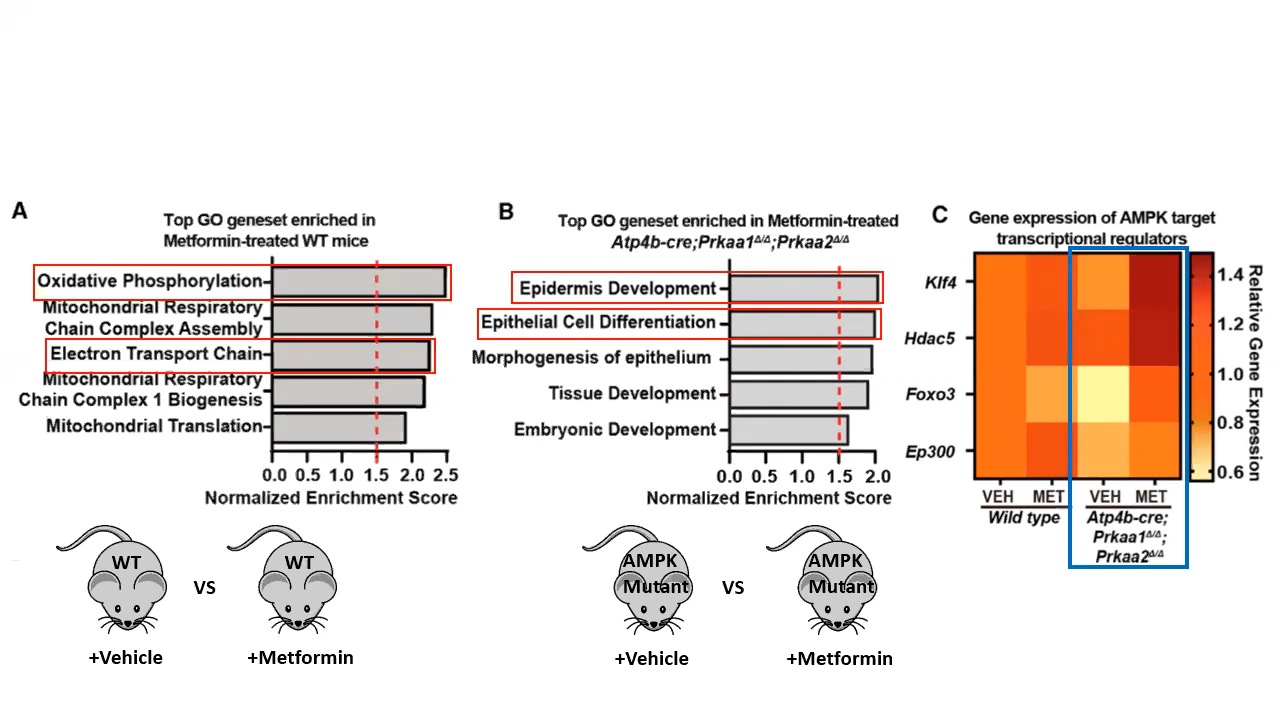 A
Top GO geneset enriched in
Metformin-treated WT mice
Oxidative Phosphorylation
Mitochondrial Respiratory
Chain Complex Assembly
Electron Transport Chain
Mitochondrial Respiratory
Chain Complex 1 Biogenesis
Mitochondrial Translation
0.0 0.5 1.0 1.5 2.0 2.5
Normalized Enrichment Score
WT
VS
WT
+Vehicle
+Metformin
B
Top GO geneset enriched in Metformin-treated
Atp4b-cre;Prkaa1Δ/Δ;Prkaa2Δ/Δ
Epidermis Development
Epithelial Cell Differentiation
Morphogenesis of epithelium
Tissue Development
Embryonic Development
0.0 0.5 1.0 1.5 2.0
Normalized Enrichment Score
AMPK
Mutant
VS
AMPK
Mutant
+Vehicle
+Metformin
C
Gene expression of AMPK target
transcriptional regulators
Klf4
Hdac5
Foxo3
Ep300
VEH MET VEH MET
Wild type
Atp4b-cre;
Prkaa1Δ/Δ;
Prkaa2Δ/Δ
1.4
1.2
1.0
0.8
0.6
Relative Gene Expression